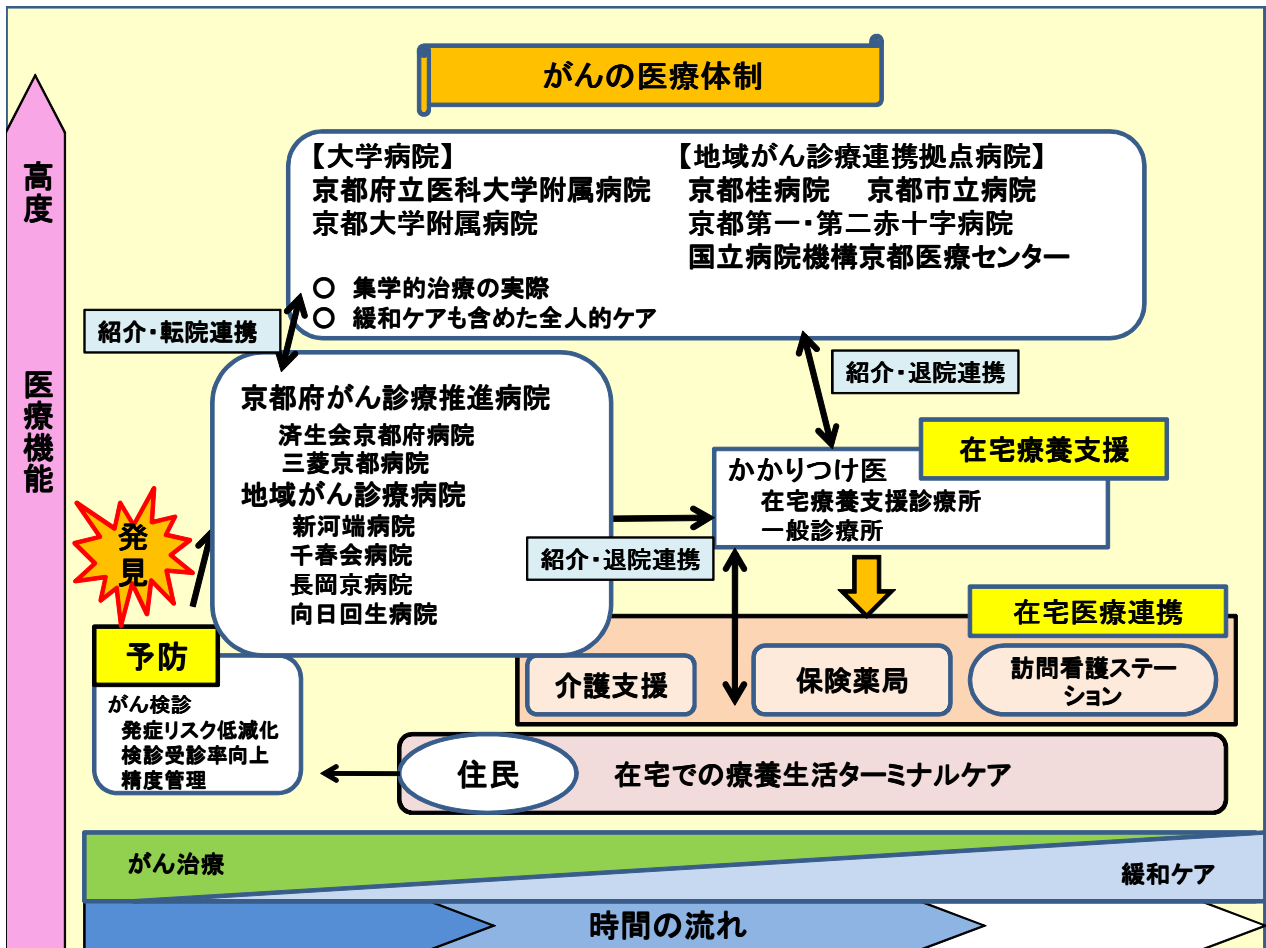 がんの医療体制
高度
医療機能
【大学病院】
京都府立医科大学附属病院
京都大学附属病院
【地域がん診療連携拠点病院】
京都桂病院 京都市立病院
京都第一・第二赤十字病院
国立病院機構京都医療センター
○ 集学的治療の実際
○ 緩和ケアも含めた全人的ケア
紹介・転院連携
紹介・退院連携
京都府がん診療推進病院
済生会京都府病院
三菱京都病院
地域がん診療病院
新河端病院
千春会病院
長岡京病院
向日回生病院
在宅療養支援
かかりつけ医
在宅療養支援診療所
一般診療所
紹介・退院連携
発
見
予防
がん検診
発症リスク低減化
検診受診率向上
精度管理
在宅医療連携
介護支援
保険薬局
訪問看護ステー
ション
住民
在宅での療養生活ターミナルケア
がん治療
緩和ケア
時間の流れ